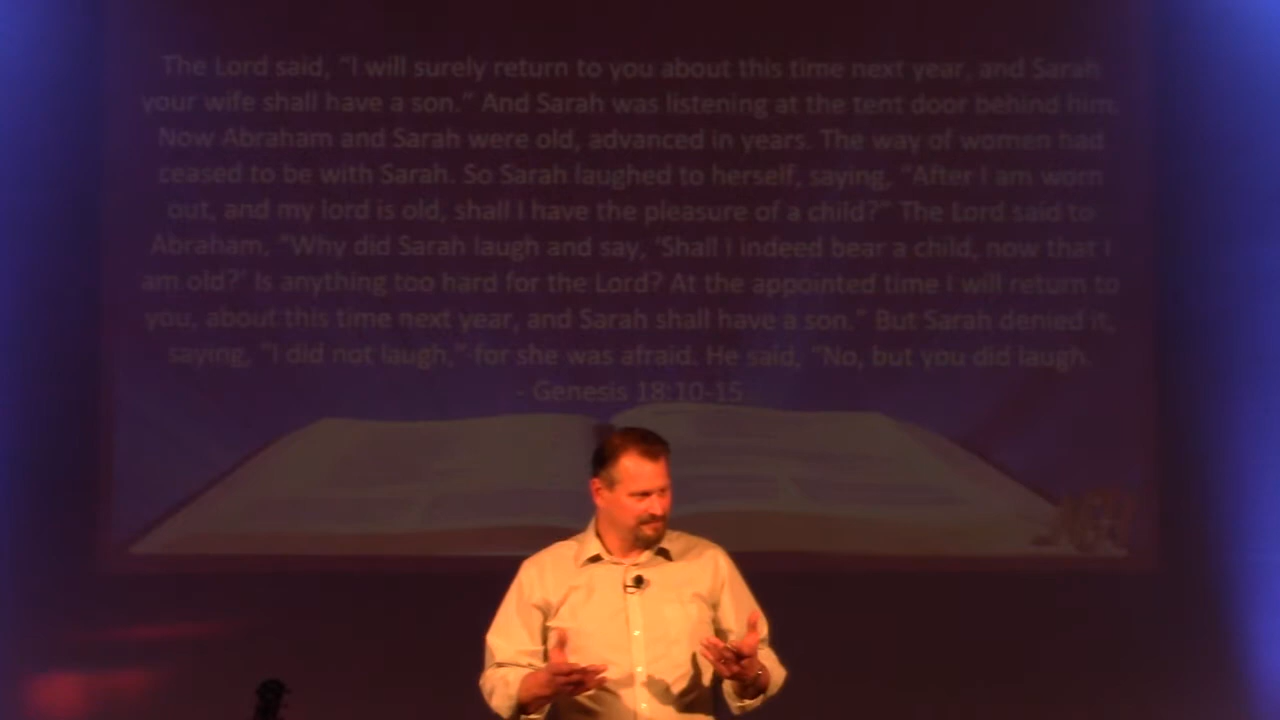 The Lord said, “I will surely return to you about this time next year, and Sarah
your wife shall have a son.” And Sarah was listening at the tent door behind him.
Now Abraham and Sarah were old, advanced in years. The way of women had
ceased to be with Sarah. So Sarah laughed to herself, saying, “After I am worn
out, and my lord is old, shall I have the pleasure of a child?” The Lord said to
Abraham, “Why did Sarah laugh and say, ‘Shall I indeed bear a child, now that I
am old?’ Is anything too hard for the Lord? At the appointed time I will return to
you, about this time next year, and Sarah shall have a son.” But Sarah denied it,
saying, “I did not laugh,” for she was afraid. He said, “No, but you did laugh.
- Genesis 18:10-15